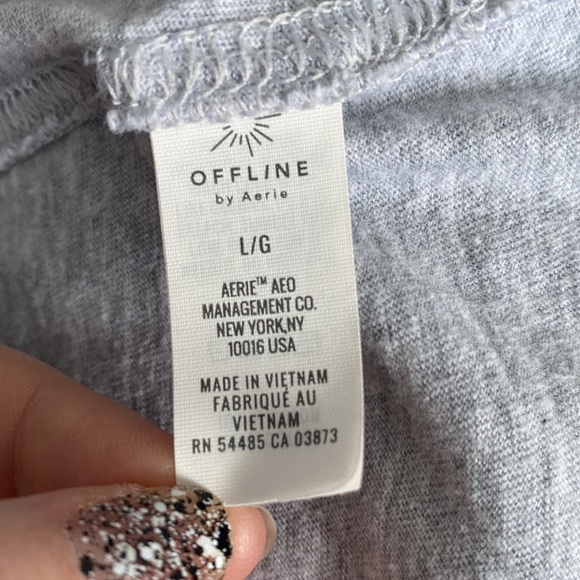 OFFLINE
by Aerie
L/G
AERIE™ AEO
MANAGEMENT CO.
NEW YORK,NY
10016 USA
MADE IN VIETNAM
FABRIQUÉ AU
VIETNAM
RN 54485 CA 03873